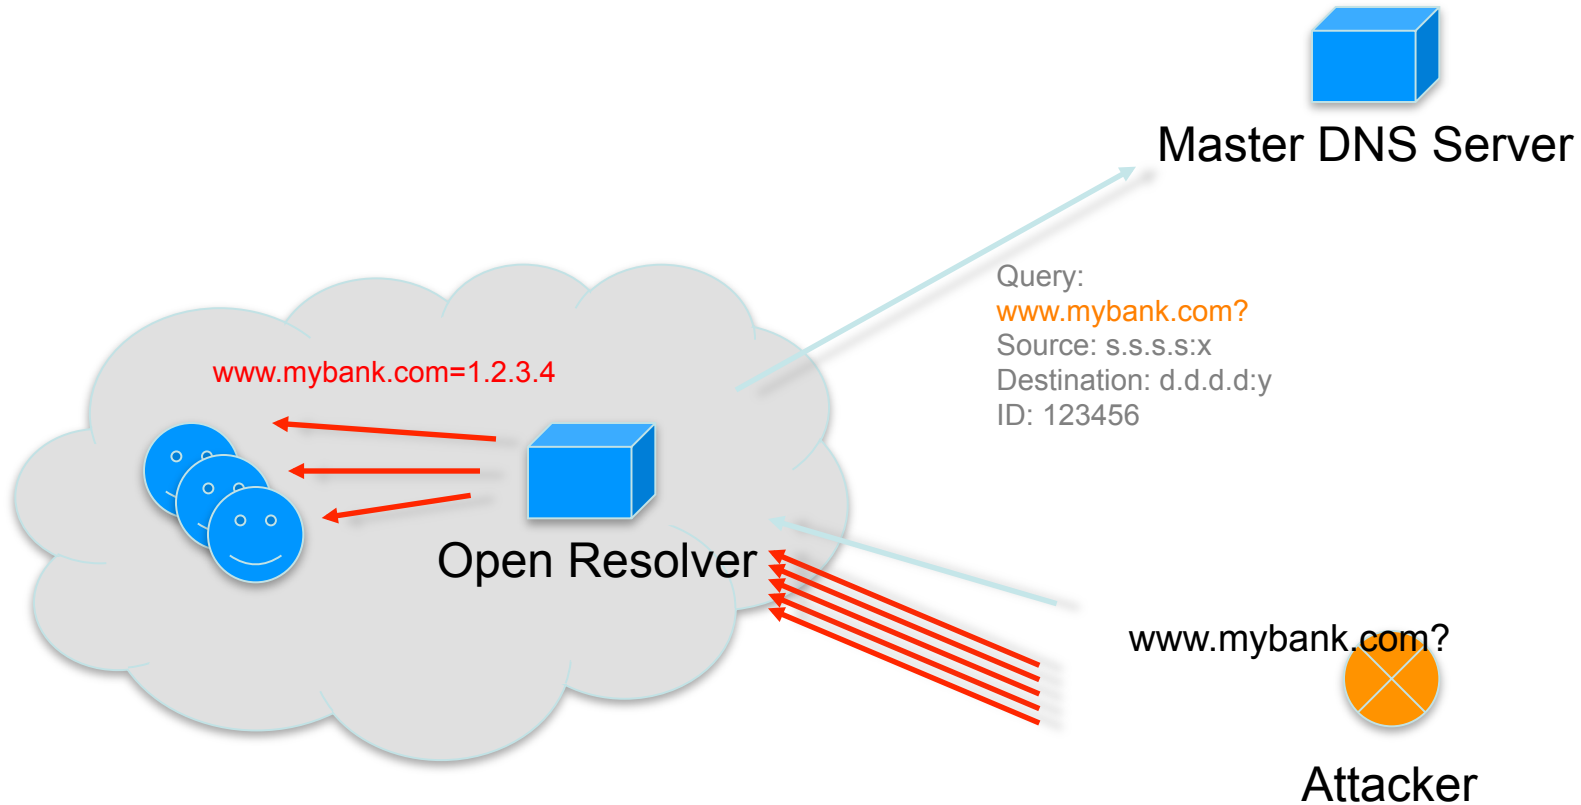 Master DNS Server
Query:
www.mybank.com?
Source: s.s.s.s:x
Destination: d.d.d.d:y
ID: 123456
www.mybank.com=1.2.3.4
Open Resolver
www.mybank.com?
Attacker